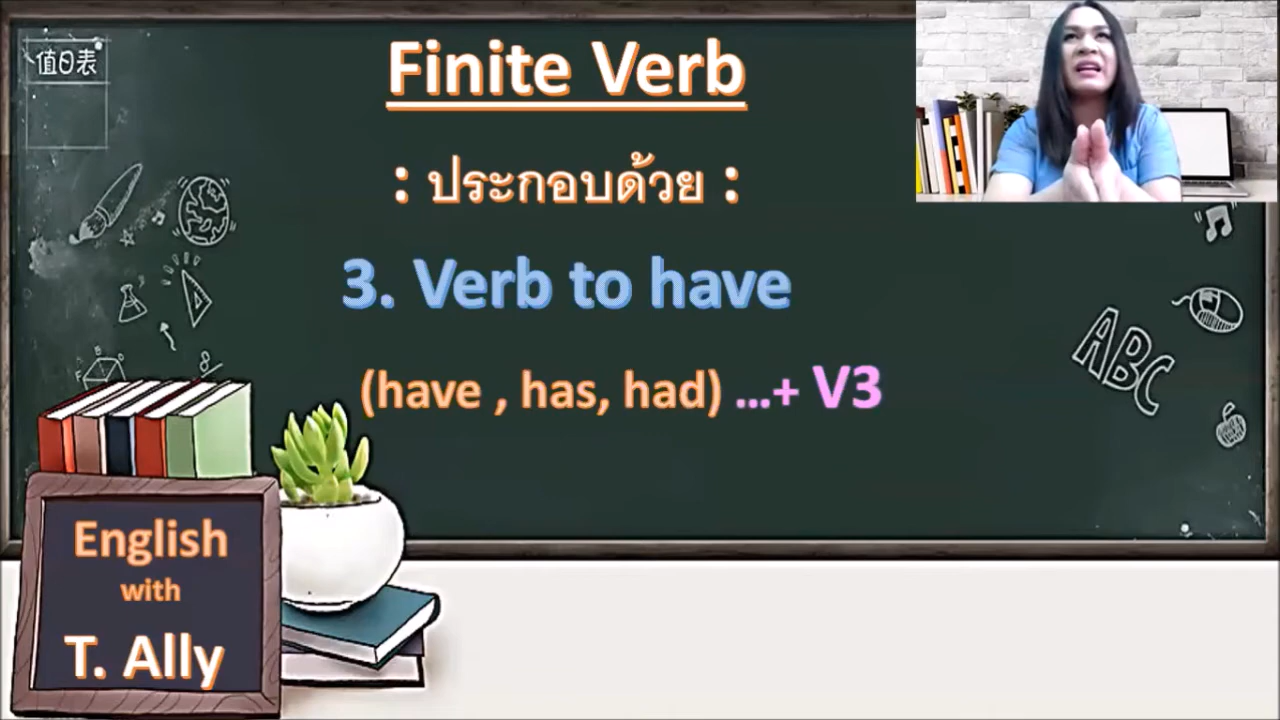 值日表
Finite Verb
: ประกอบด้วย :
3. Verb to have
(have , has, had) ...+ V3
ABC
English
with
T. Ally